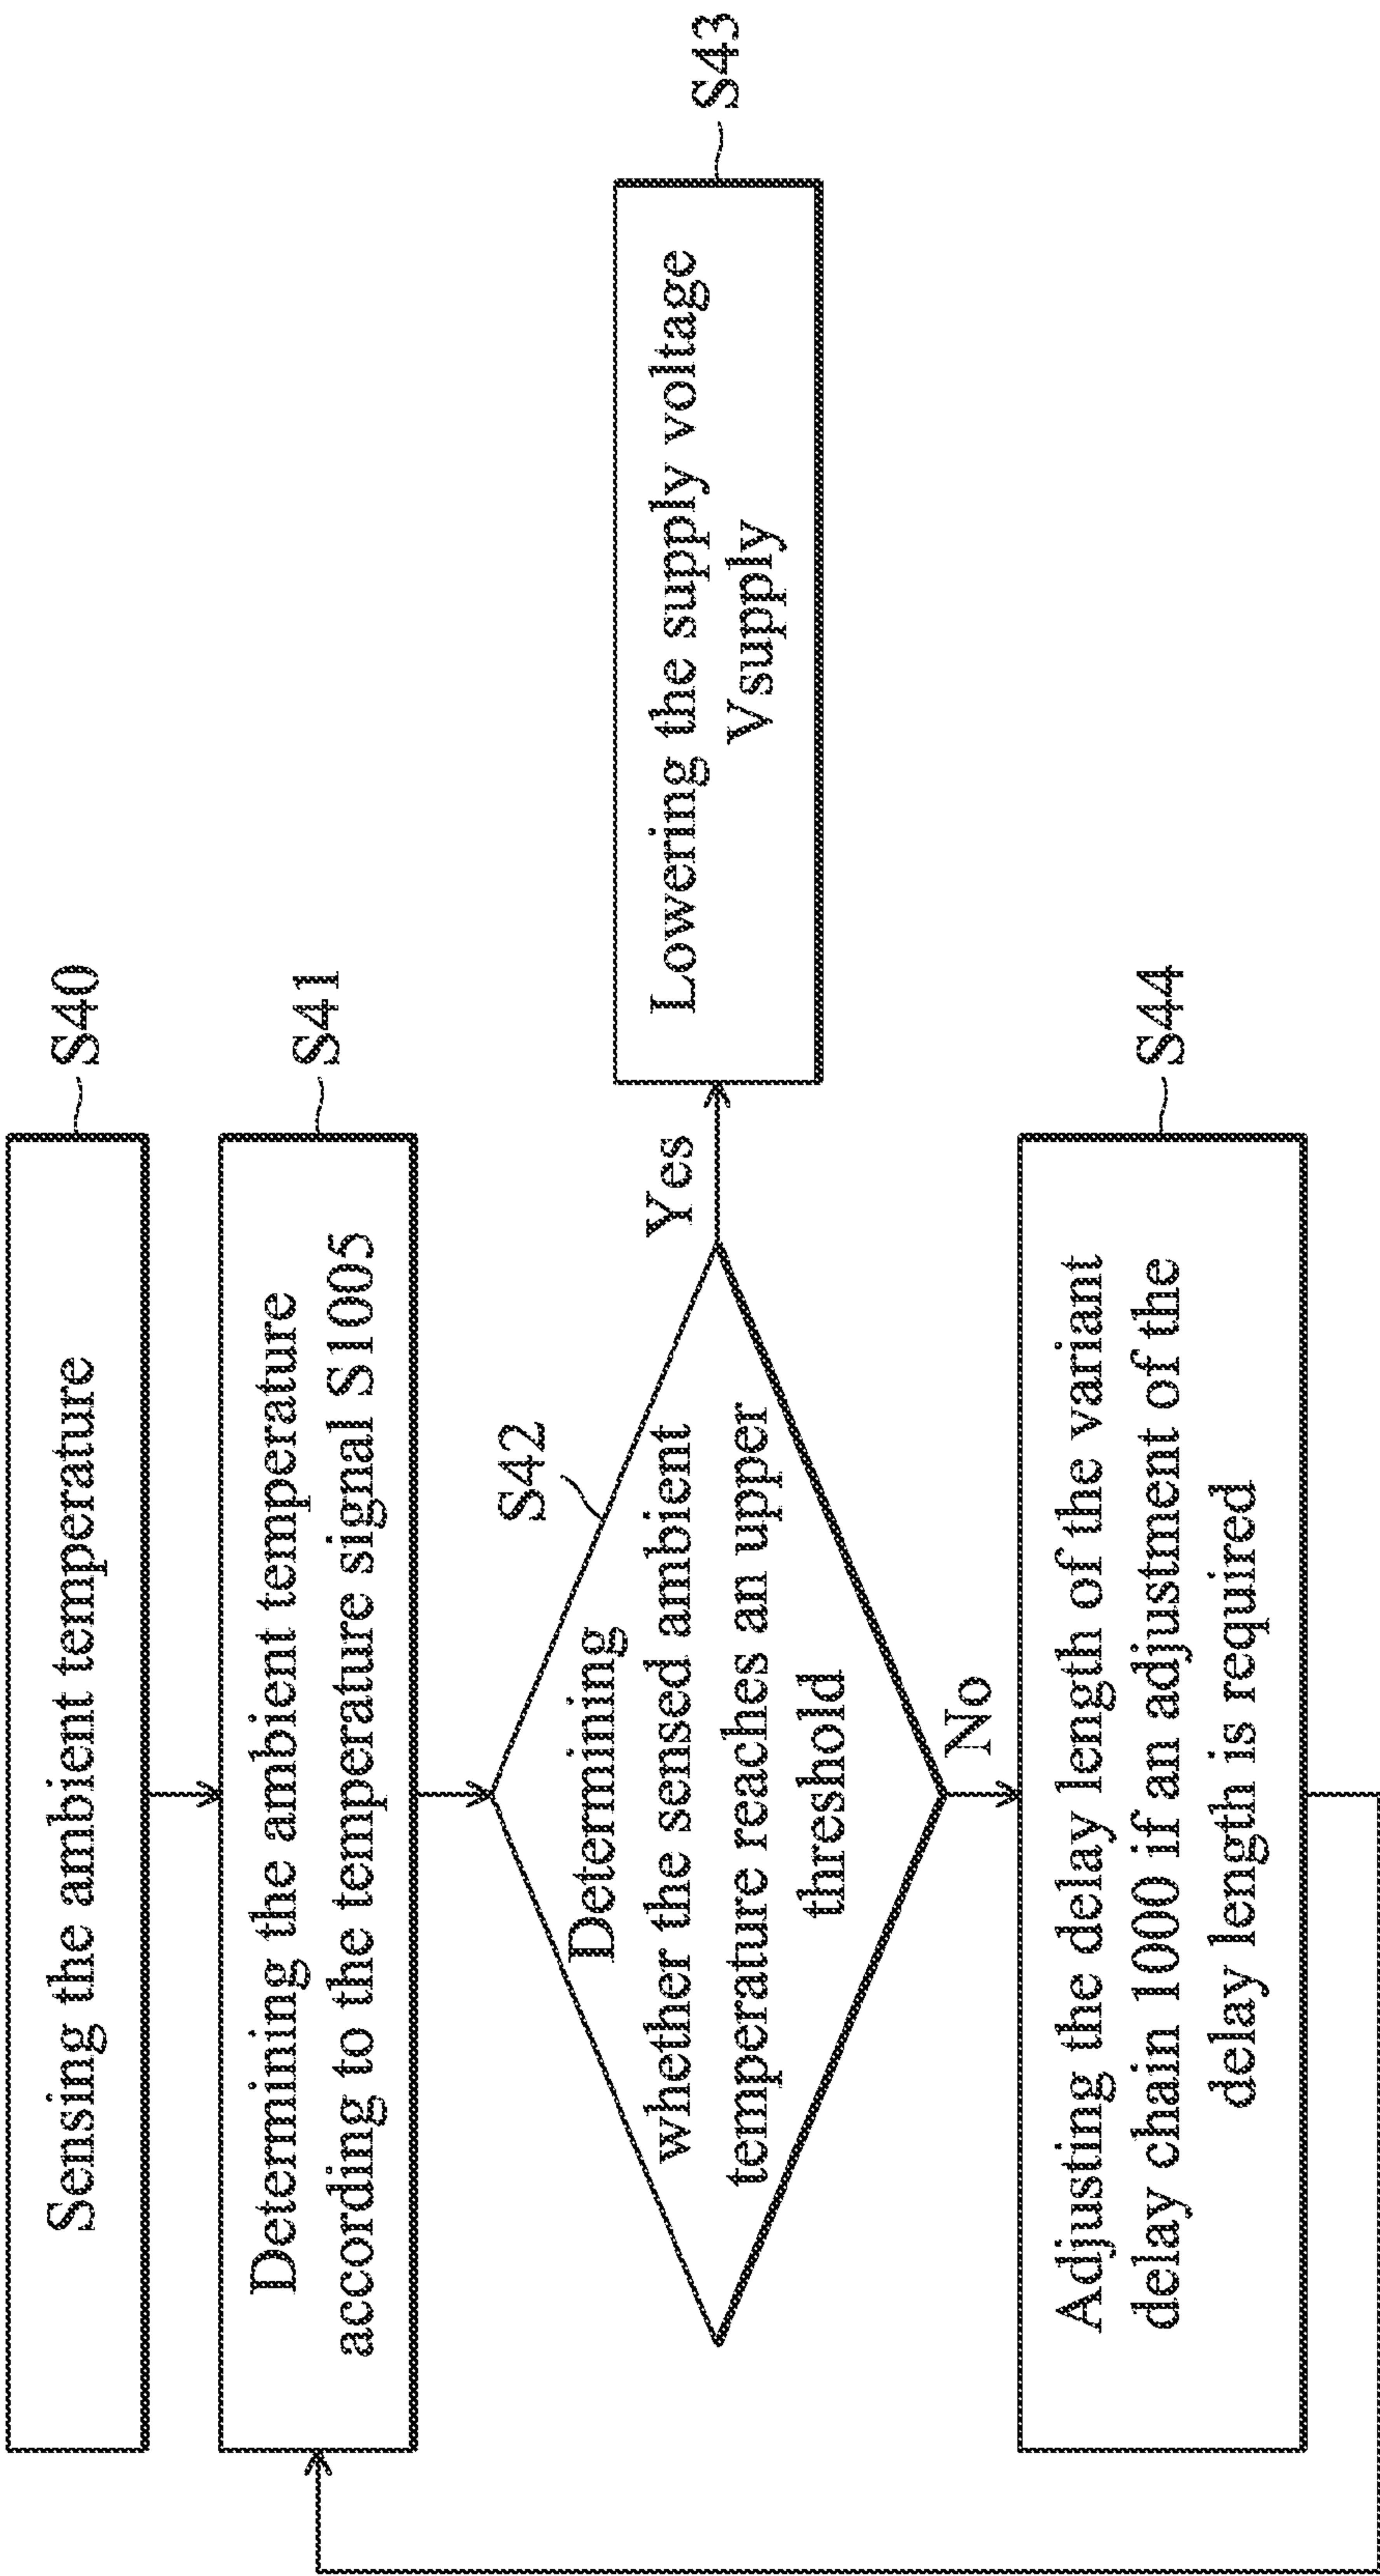 Sensing the ambient temperature
S40
Determining the ambient temperature
according to the temperature signal S1005
S41
S42
Determining
whether the sensed ambient
temperature reaches an upper
threshold
Yes
Lowering the supply voltage
Vsupply
S43
No
Adjusting the delay length of the variant
delay chain 1000 if an adjustment of the
delay length is required
S44